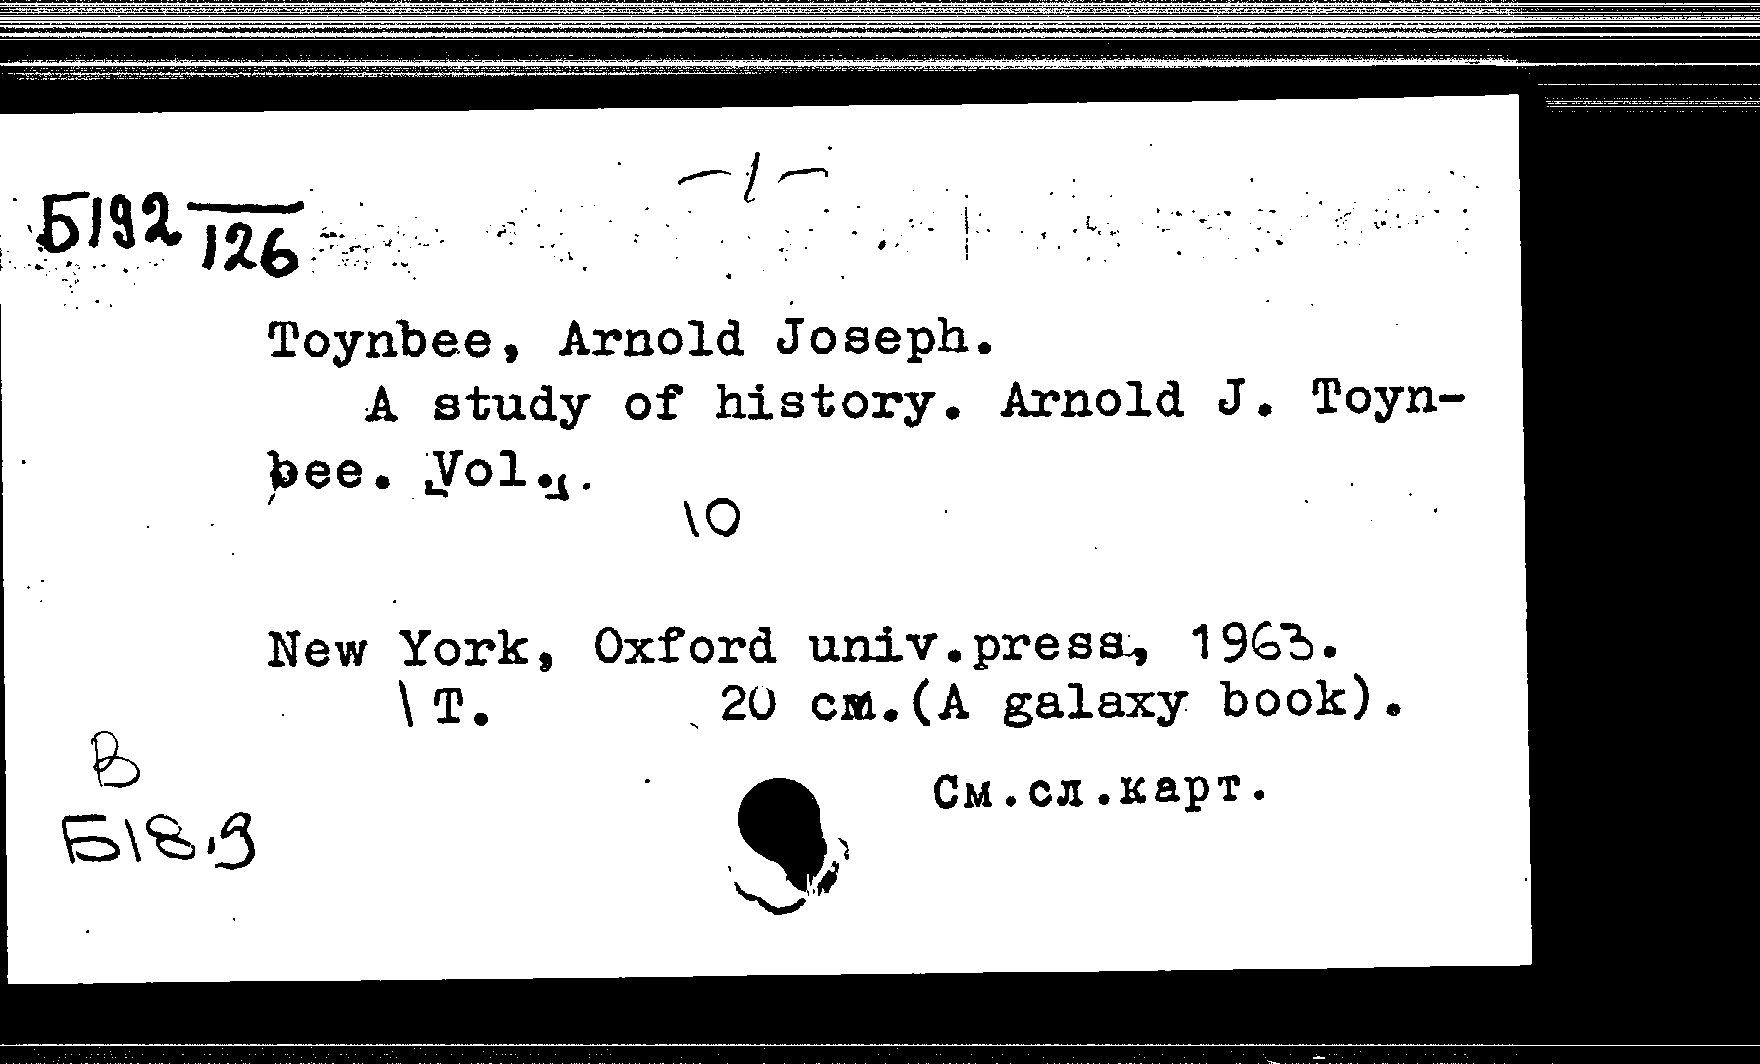 -1-
Б192
126
Toynbee, Arnold Joseph.
A study of history. Arnold J. Toyn-
bee. Vol..
10
New York, Oxford univ.press, 1963.
1 T. 20 см.(A galaxy book).
В
См.сл.карт.
Б18.9